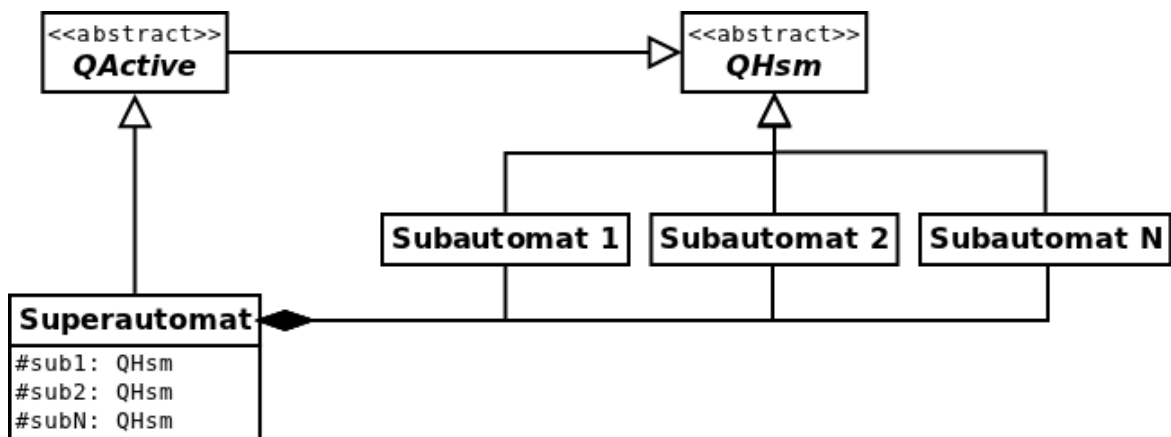 <<abstract>>
QActive
<<abstract>>
QHsm
Subautomat 1
Subautomat 2
Subautomat N
Superautomat
#sub1: QHsm
#sub2: QHsm
#subN: QHsm